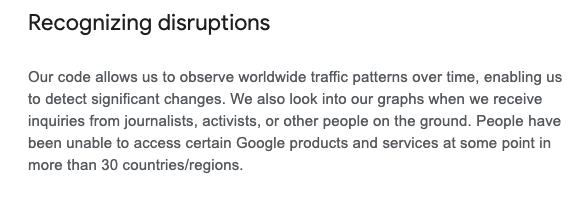 Recognizing disruptions
Our code allows us to observe worldwide traffic patterns over time, enabling us
to detect significant changes. We also look into our graphs when we receive
inquiries from journalists, activists, or other people on the ground. People have
been unable to access certain Google products and services at some point in
more than 30 countries/regions.